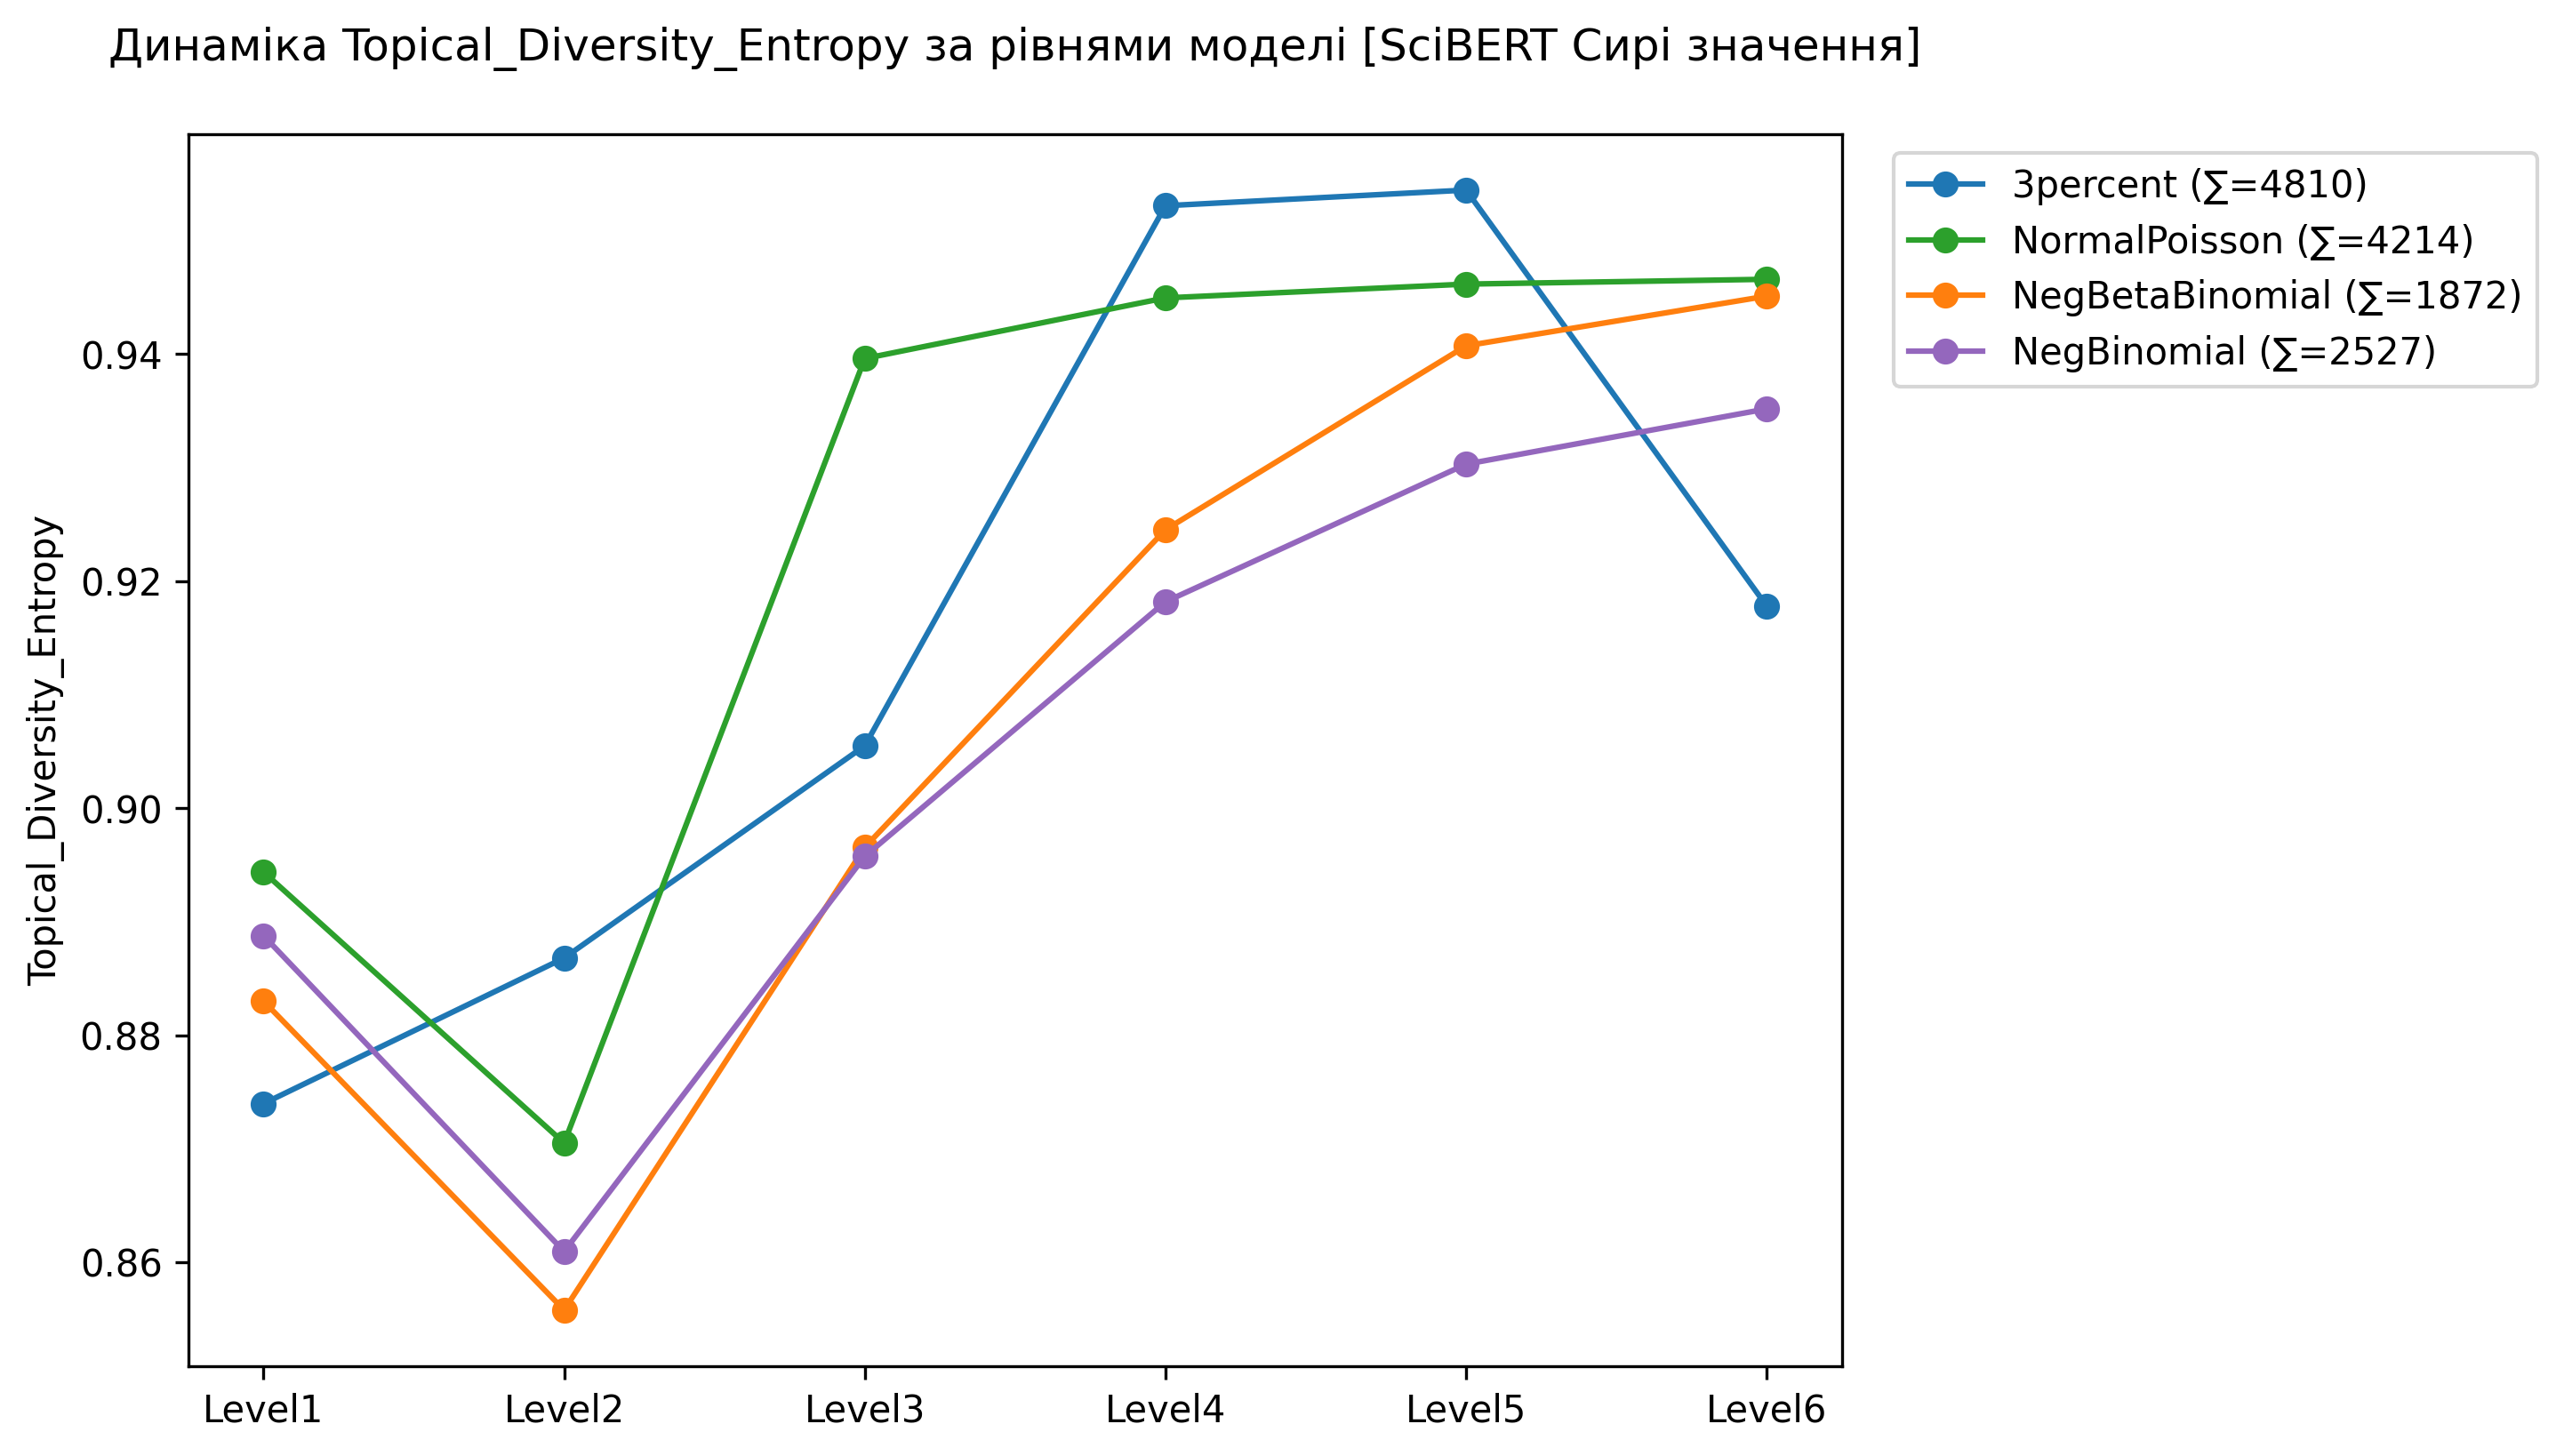 Динаміка Topical_Diversity_Entropy за рівнями моделі [SciBERT Сирі значення]
3percent (∑=4810)
NormalPoisson (∑=4214)
NegBetaBinomial (∑=1872)
NegBinomial (∑=2527)
Topical_Diversity_Entropy
0.94
0.92
0.90
0.88
0.86
Level1 Level2 Level3 Level4 Level5 Level6